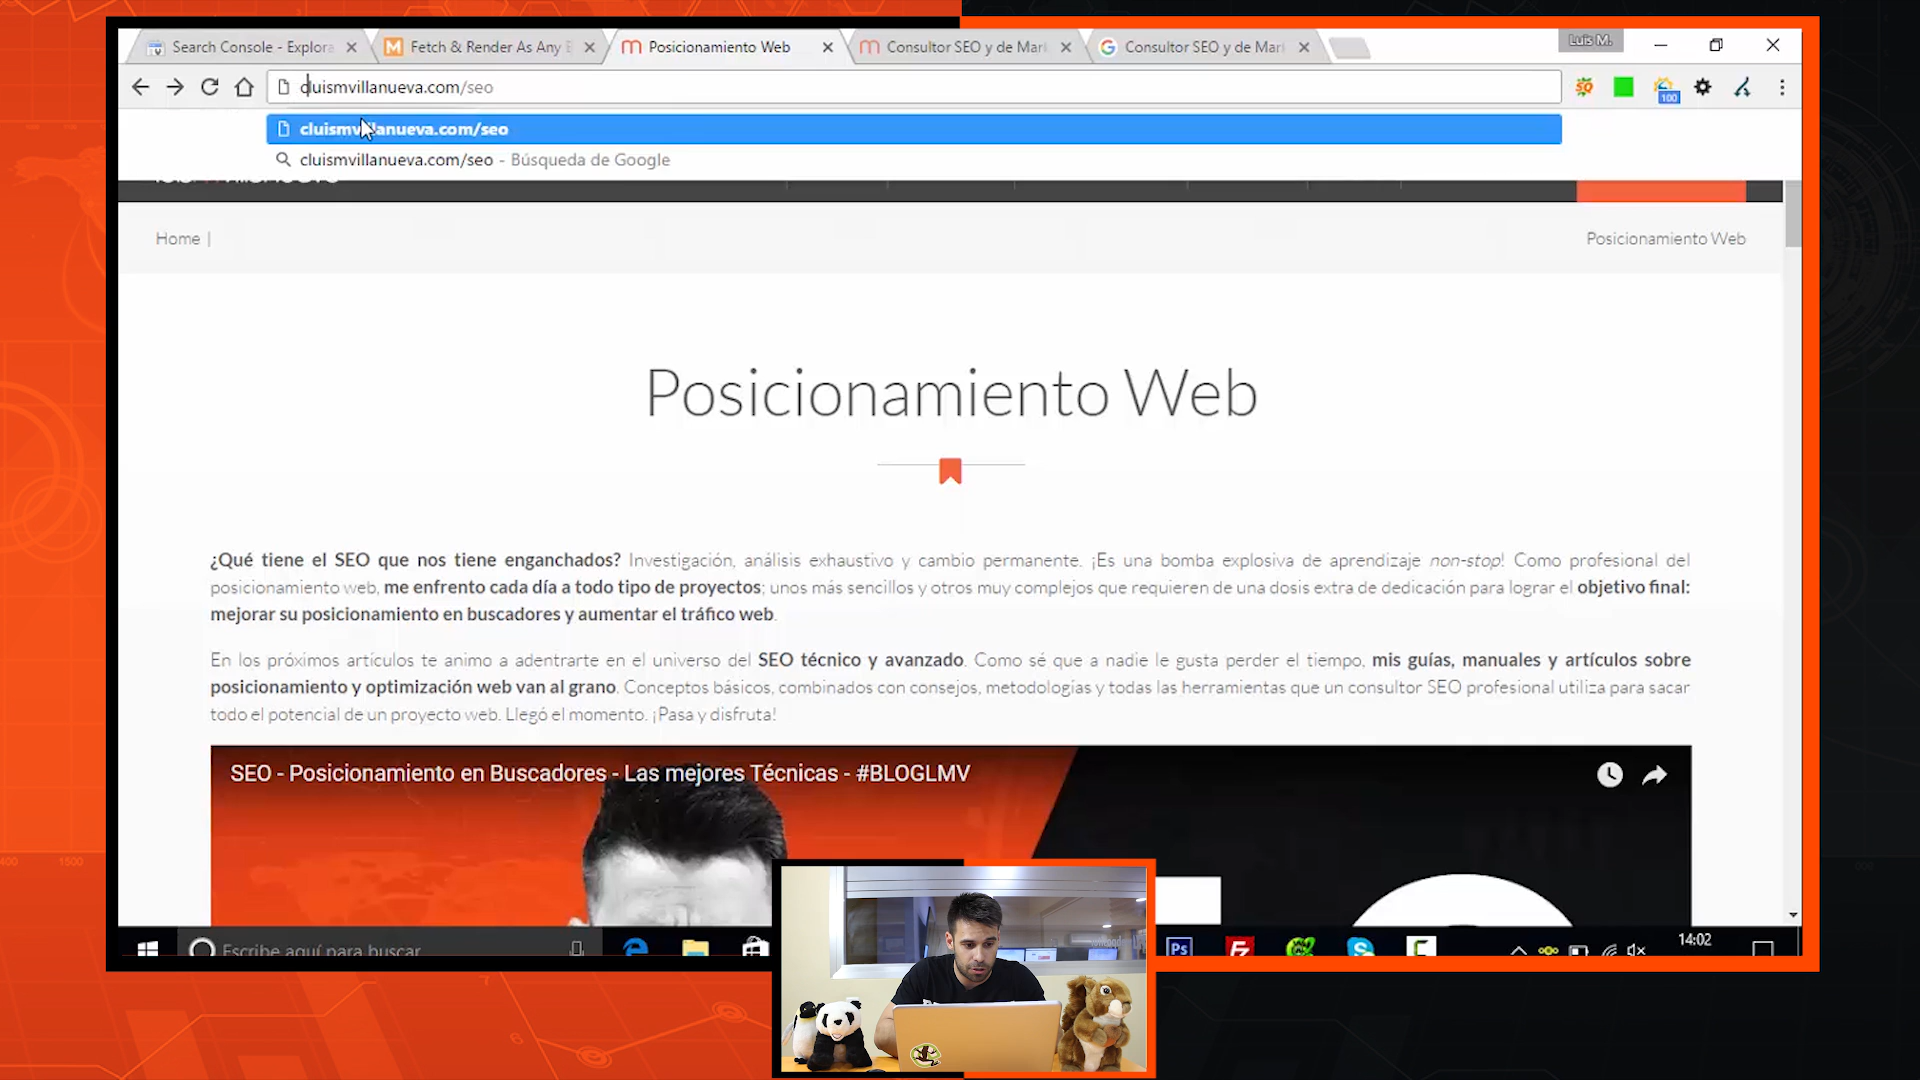 Search Console - Explora
Fetch & Render As Any
Posicionamiento Web
Consultor SEO y de Mar
Consultor SEO y de Mar
Luis M.
cluismvillanueva.com/seo
100
cluismvillanueva.com/seo
cluismvillanueva.com/seo - Búsqueda de Google
Home |
Posicionamiento Web
Posicionamiento Web
¿Qué tiene el SEO que nos tiene enganchados? Investigación, análisis exhaustivo y cambio permanente. ¡Es una bomba explosiva de aprendizaje non-stop! Como profesional del
posicionamiento web, me enfrento cada día a todo tipo de proyectos; unos más sencillos y otros muy complejos que requieren de una dosis extra de dedicación para lograr el objetivo final:
mejorar su posicionamiento en buscadores y aumentar el tráfico web.
En los próximos artículos te animo a adentrarte en el universo del SEO técnico y avanzado. Como sé que a nadie le gusta perder el tiempo, mis guías, manuales y artículos sobre
posicionamiento y optimización web van al grano. Conceptos básicos, combinados con consejos, metodologías y todas las herramientas que un consultor SEO profesional utiliza para sacar
todo el potencial de un proyecto web. Llegó el momento. ¡Pasa y disfruta!
SEO - Posicionamiento en Buscadores - Las mejores Técnicas - #BLOGLMV
Escribe aquí para buscar
Ps
14:02